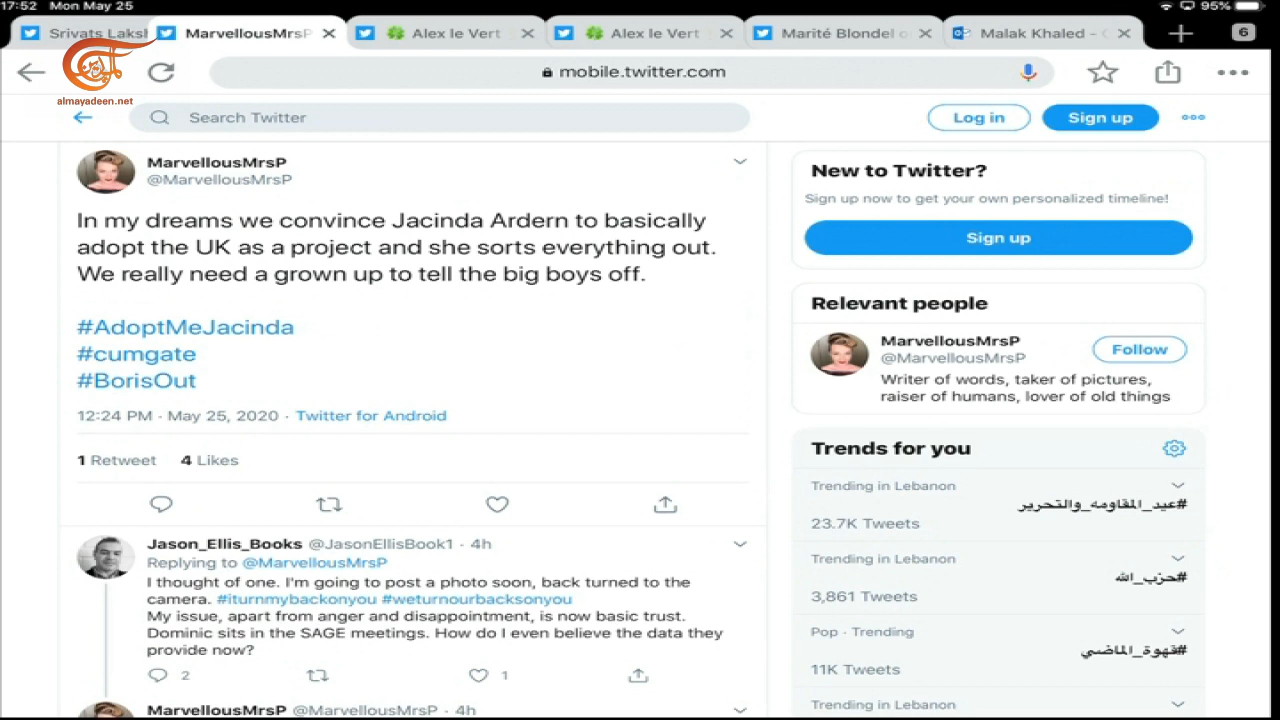 17:52 Mon May 25
95%
Srivats Laksh
MarvellousMrsP
Alex le Vert
Alex le Vert
Marité Blondel o
Malak Khaled -
6
mobile.twitter.com
الميادين
almayadeen.net
Search Twitter
Log in
Sign up
MarvellousMrsP
@MarvellousMrsP
In my dreams we convince Jacinda Ardern to basically
adopt the UK as a project and she sorts everything out.
We really need a grown up to tell the big boys off.
#AdoptMeJacinda
#cumgate
#BorisOut
12:24 PM · May 25, 2020 · Twitter for Android
1 Retweet 4 Likes
Jason_Ellis_Books @JasonEllisBook1 · 4h
Replying to @MarvellousMrsP
I thought of one. I'm going to post a photo soon, back turned to the
camera. #iturnmybackonyou #weturnourbacksonyou
My issue, apart from anger and disappointment, is now basic trust.
Dominic sits in the SAGE meetings. How do I even believe the data they
provide now?
2 1
MarvellousMrsP @MarvellousMrsP · 4h
New to Twitter?
Sign up now to get your own personalized timeline!
Sign up
Relevant people
MarvellousMrsP
@MarvellousMrsP
Follow
Writer of words, taker of pictures,
raiser of humans, lover of old things
Trends for you
Trending in Lebanon
#عيد_المقاومه_والتحرير
23.7K Tweets
Trending in Lebanon
#حزب_الله
3,861 Tweets
Pop · Trending
#قهوة_الماضي
11K Tweets
Trending in Lebanon